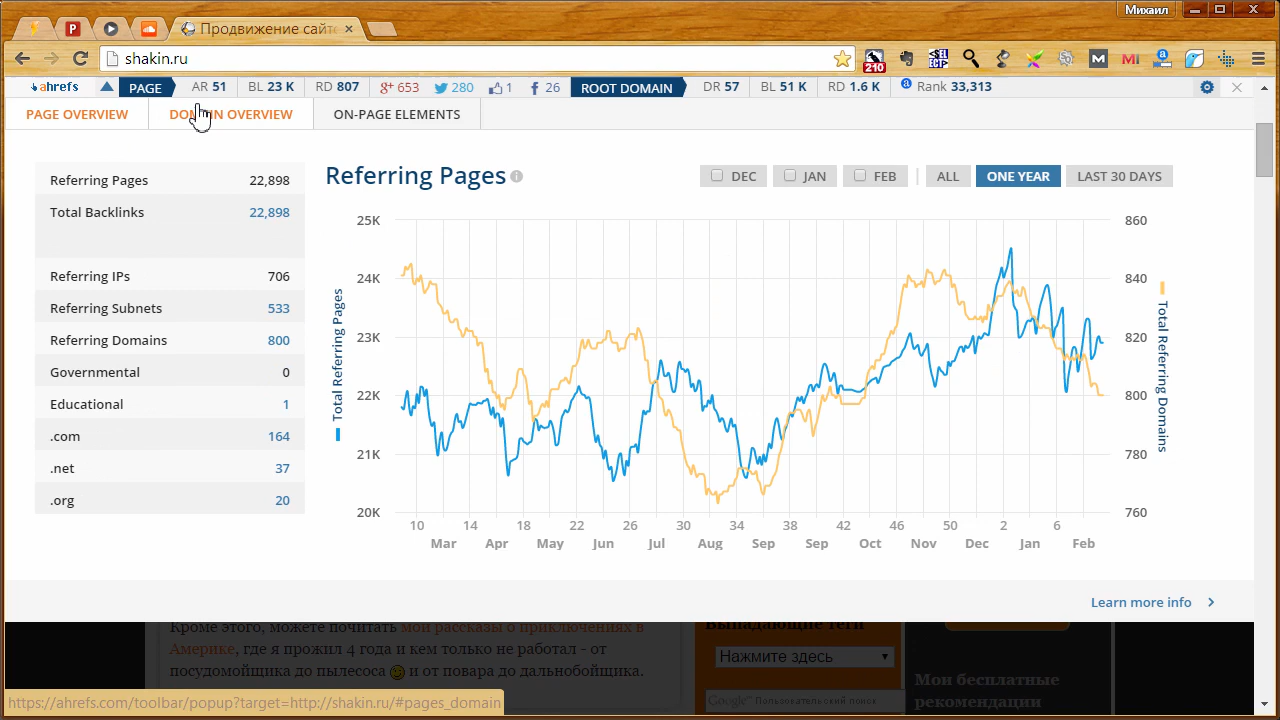 Михаил
Продвижение сайт
shakin.ru
SEL ECP
210
ahrefs PAGE AR 51 BL 23 K RD 807 653 280 1 26 ROOT DOMAIN DR 57 BL 51 K RD 1.6 K Rank 33,313
PAGE OVERVIEW DOMAIN OVERVIEW ON-PAGE ELEMENTS
Referring Pages 22,898
Total Backlinks 22,898
Referring IPs 706
Referring Subnets 533
Referring Domains 800
Governmental 0
Educational 1
.com 164
.net 37
.org 20
Referring Pages
DEC JAN FEB ALL ONE YEAR LAST 30 DAYS
25K 860
24K 840
23K 820
22K 800
21K 780
20K 760
Total Referring Pages
Total Referring Domains
10 14 18 22 26 30 34 38 42 46 50 2 6
Mar Apr May Jun Jul Aug Sep Sep Oct Nov Dec Jan Feb
Learn more info
Кроме этого, можете почитать мои рассказы о приключениях в
Америке, где я прожил 4 года и кем только не работал - от
посудомойщика до пылесоса и от повара до дальнобойщика.
Выпадающие теги
Нажмите здесь
Google Пользовательский поиск
Мои бесплатные
рекомендации
https://ahrefs.com/toolbar/popup?target=http://shakin.ru/#pages_domain